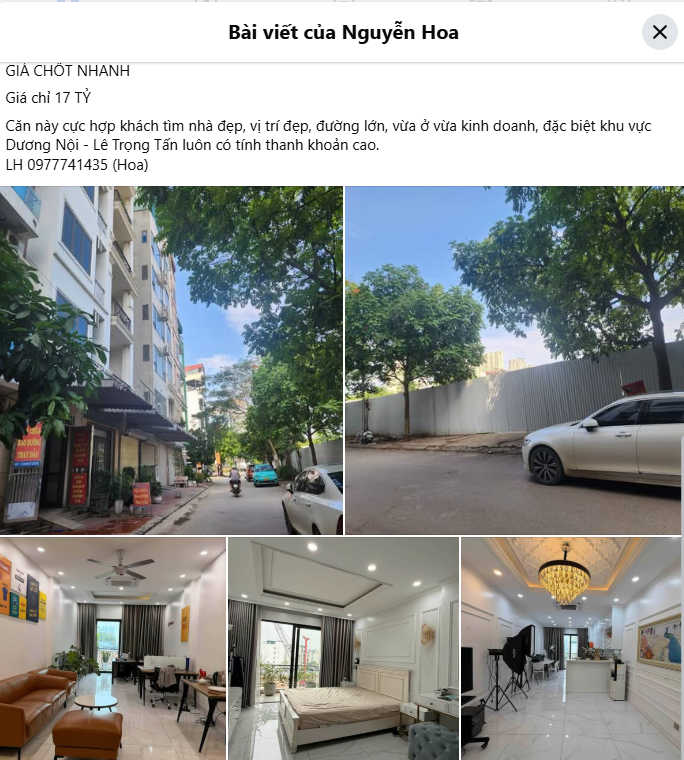 Bài viết của Nguyễn Hoa
GIÁ CHỐT NHANH
Giá chỉ 17 TỶ
Căn này cực hợp khách tìm nhà đẹp, vị trí đẹp, đường lớn, vừa ở vừa kinh doanh, đặc biệt khu vực
Dương Nội - Lê Trọng Tấn luôn có tính thanh khoản cao.
LH 0977741435 (Hoa)
THAY DẦU